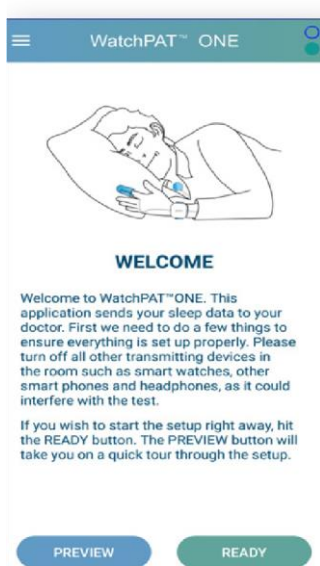 WatchPAT™ ONE
WELCOME
Welcome to WatchPAT™ONE. This
application sends your sleep data to your
doctor. First we need to do a few things to
ensure everything is set up properly. Please
turn off all other transmitting devices in
the room such as smart watches, other
smart phones and headphones, as it could
interfere with the test.
If you wish to start the setup right away, hit
the READY button. The PREVIEW button will
take you on a quick tour through the setup.
PREVIEW READY